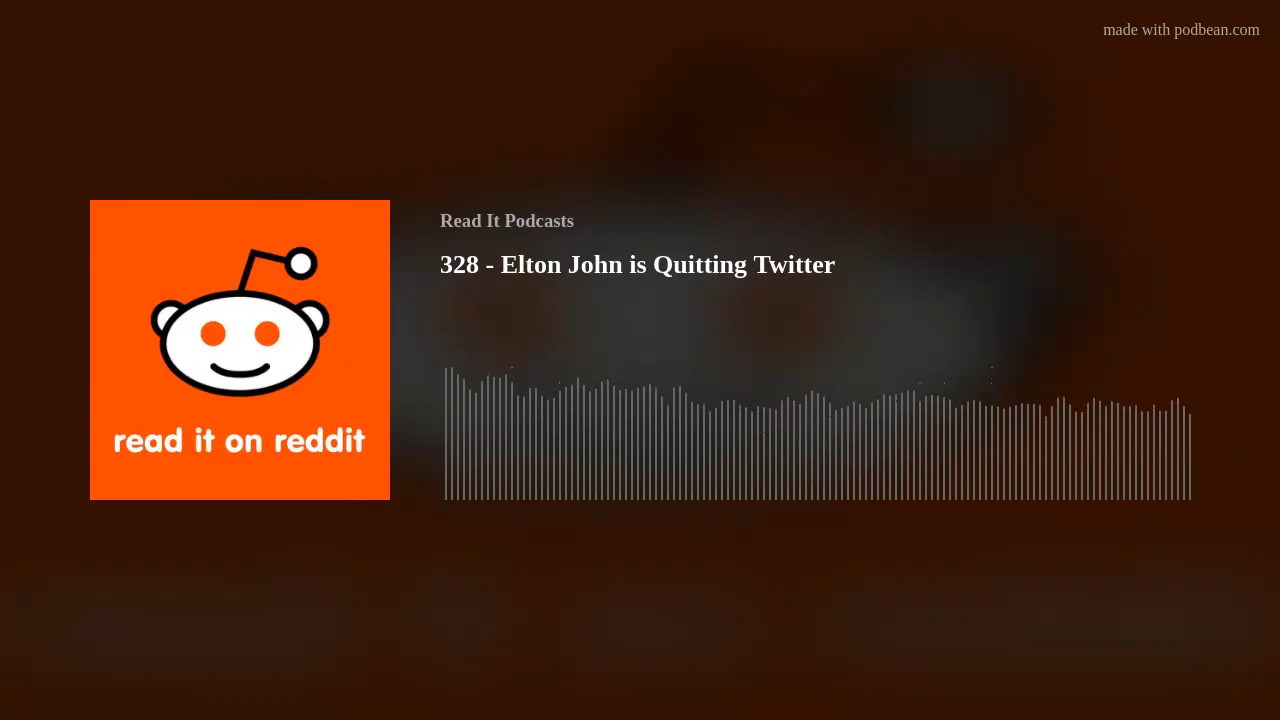 made with podbean.com
Read It Podcasts
328 - Elton John is Quitting Twitter
read it on reddit